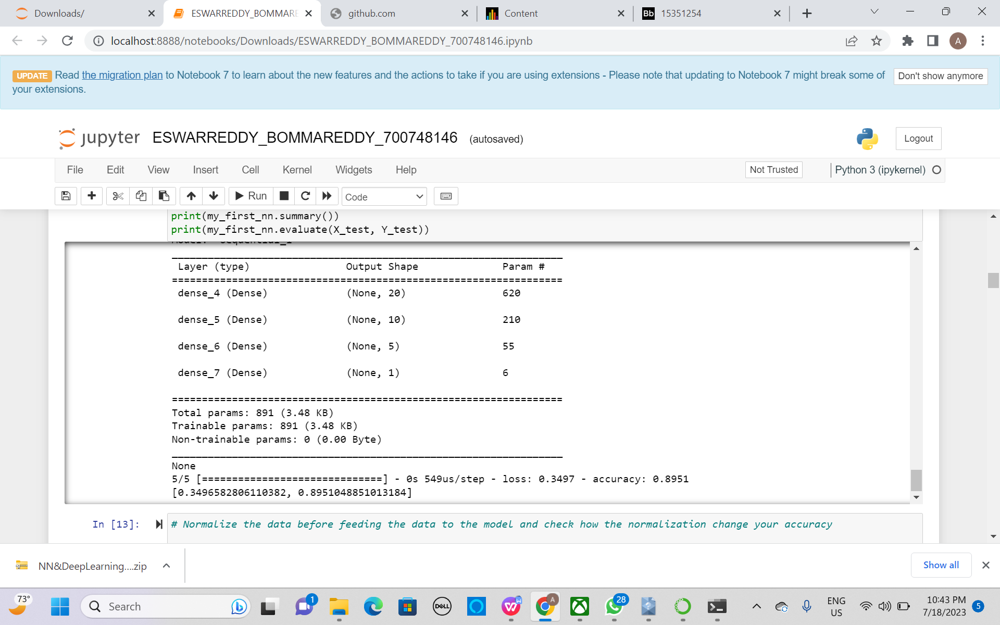 Downloads/
ESWARREDDY_BOMMARE
github.com
Content
Bb 15351254
localhost:8888/notebooks/Downloads/ESWARREDDY_BOMMAREDDY_700748146.ipynb
A
UPDATE Read the migration plan to Notebook 7 to learn about the new features and the actions to take if you are using extensions - Please note that updating to Notebook 7 might break some of
your extensions.
Don't show anymore
jupyter ESWARREDDY_BOMMAREDDY_700748146 (autosaved)
Logout
File Edit View Insert Cell Kernel Widgets Help
Not Trusted
Python 3 (ipykernel)
Run
Code
print(my_first_nn.summary())
print(my_first_nn.evaluate(X_test, Y_test))
Model: "sequential_1"
Layer (type) Output Shape Param #
=================================================================
dense_4 (Dense) (None, 20) 620
dense_5 (Dense) (None, 10) 210
dense_6 (Dense) (None, 5) 55
dense_7 (Dense) (None, 1) 6
=================================================================
Total params: 891 (3.48 KB)
Trainable params: 891 (3.48 KB)
Non-trainable params: 0 (0.00 Byte)
_________________________________________________________________
None
5/5 [==============================] - 0s 549us/step - loss: 0.3497 - accuracy: 0.8951
[0.3496582806110382, 0.8951048851013184]
In [13]: # Normalize the data before feeding the data to the model and check how the normalization change your accuracy
NN&DeepLearning....zip
Show all
73°
Search
1
DELL
W
A
28
ENG
US
10:43 PM
7/18/2023
5